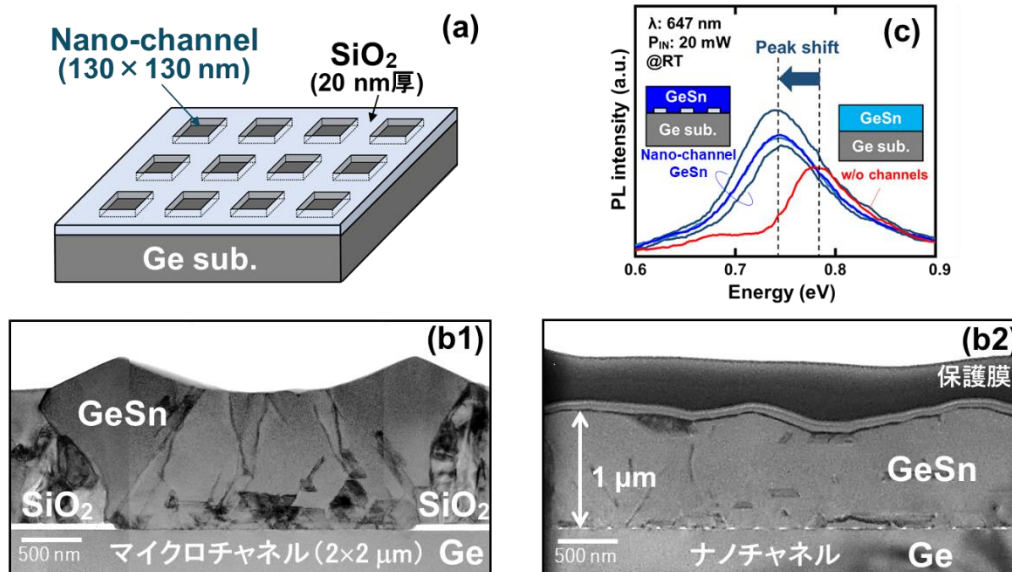 (a)
Nano-channel
(130 × 130 nm)
SiO₂
(20 nm厚)
Ge sub.
(c)
λ: 647 nm
P_IN: 20 mW
@RT
Peak shift
GeSn
Ge sub.
Nano-channel
GeSn
GeSn
Ge sub.
w/o channels
PL intensity (a.u.)
0.6 0.7 0.8 0.9
Energy (eV)
(b1)
GeSn
SiO₂
SiO₂
500 nm
マイクロチャネル(2×2 μm)
Ge
(b2)
保護膜
1 μm
GeSn
500 nm
ナノチャネル
Ge